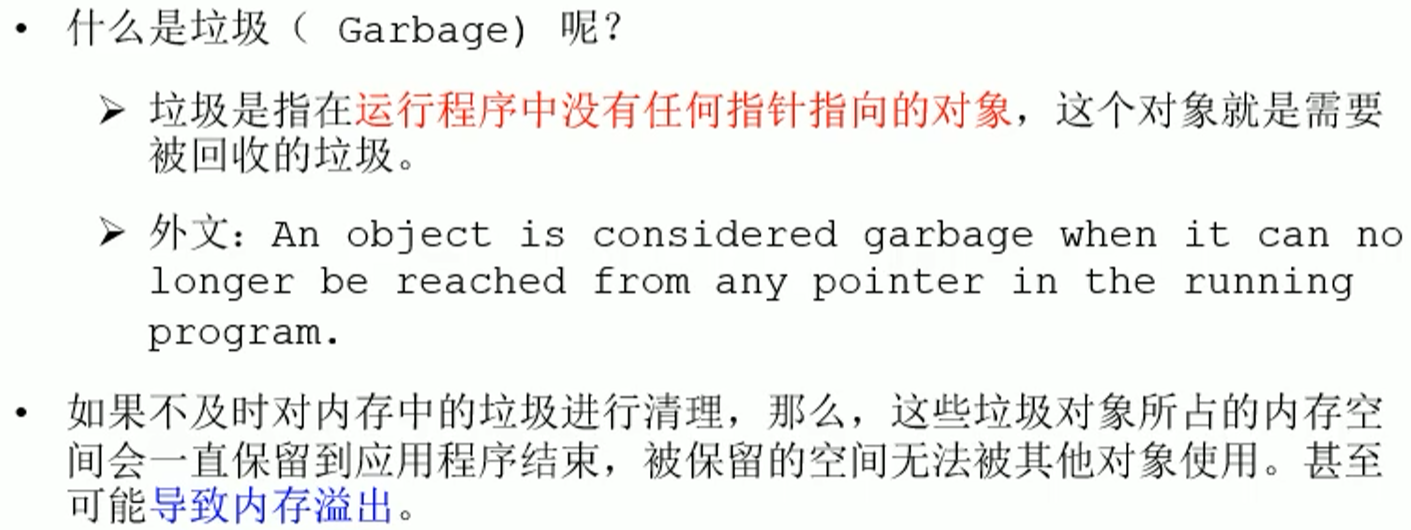 • 什么是垃圾（ Garbage) 呢?
➢ 垃圾是指在运行程序中没有任何指针指向的对象，这个对象就是需要
被回收的垃圾。
➢ 外文: An object is considered garbage when it can no
longer be reached from any pointer in the running
program.
• 如果不及时对内存中的垃圾进行清理，那么，这些垃圾对象所占的内存空
间会一直保留到应用程序结束，被保留的空间无法被其他对象使用。甚至
可能导致内存溢出。